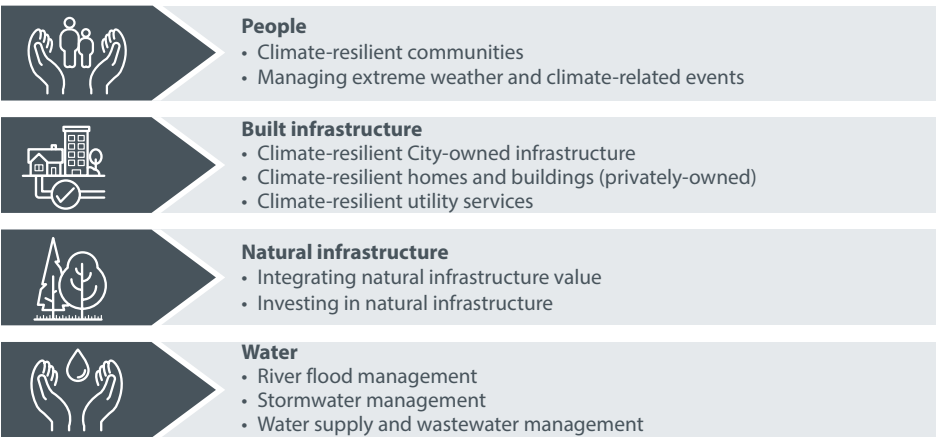 People
• Climate-resilient communities
• Managing extreme weather and climate-related events
Built infrastructure
• Climate-resilient City-owned infrastructure
• Climate-resilient homes and buildings (privately-owned)
• Climate-resilient utility services
Natural infrastructure
• Integrating natural infrastructure value
• Investing in natural infrastructure
Water
• River flood management
• Stormwater management
• Water supply and wastewater management